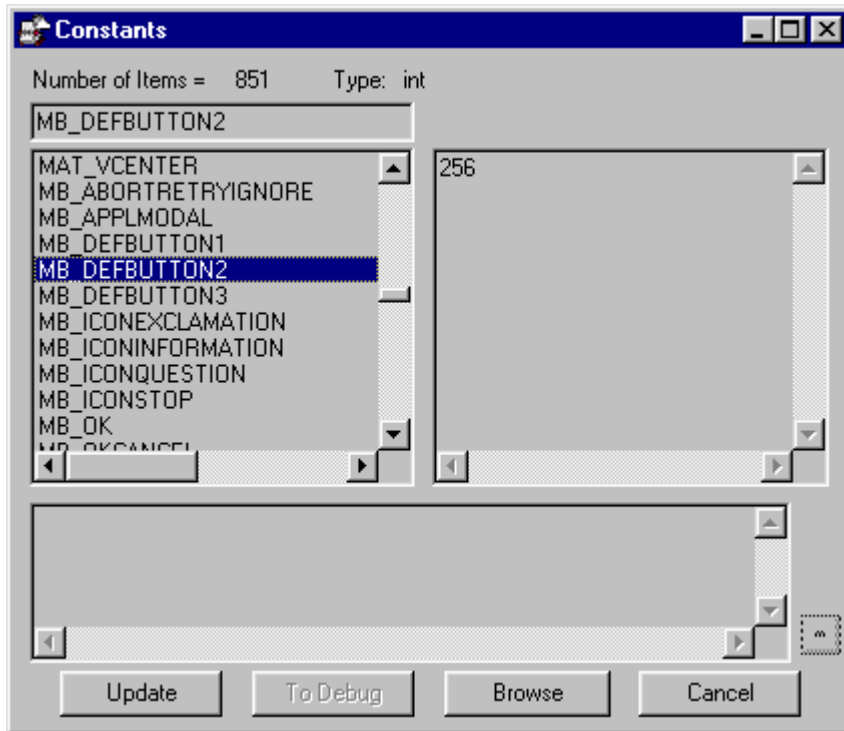 Constants
Number of Items = 851 Type: int
MB_DEFBUTTON2
MAT_VCENTER
MB_ABORTRETRYIGNORE
MB_APPLMODAL
MB_DEFBUTTON1
MB_DEFBUTTON2
MB_DEFBUTTON3
MB_ICONEXCLAMATION
MB_ICONINFORMATION
MB_ICONQUESTION
MB_ICONSTOP
MB_OK
MB_OKCANCEL
256
Update To Debug Browse Cancel